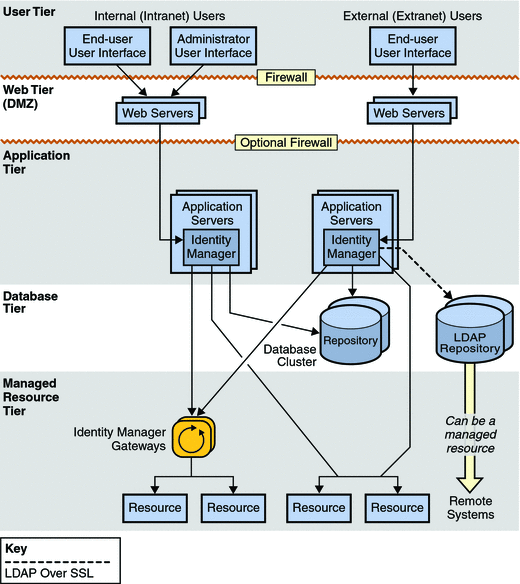 User Tier
Internal (Intranet) Users
External (Extranet) Users
End-user
User Interface
Administrator
User Interface
End-user
User Interface
Firewall
Web Tier
(DMZ)
Web Servers
Web Servers
Optional Firewall
Application
Tier
Application
Servers
Identity
Manager
Application
Servers
Identity
Manager
Database
Tier
Repository
Database
Cluster
LDAP
Repository
Managed
Resource
Tier
Identity Manager
Gateways
Can be a
managed
resource
Resource
Resource
Resource
Resource
Remote
Systems
Key
LDAP Over SSL